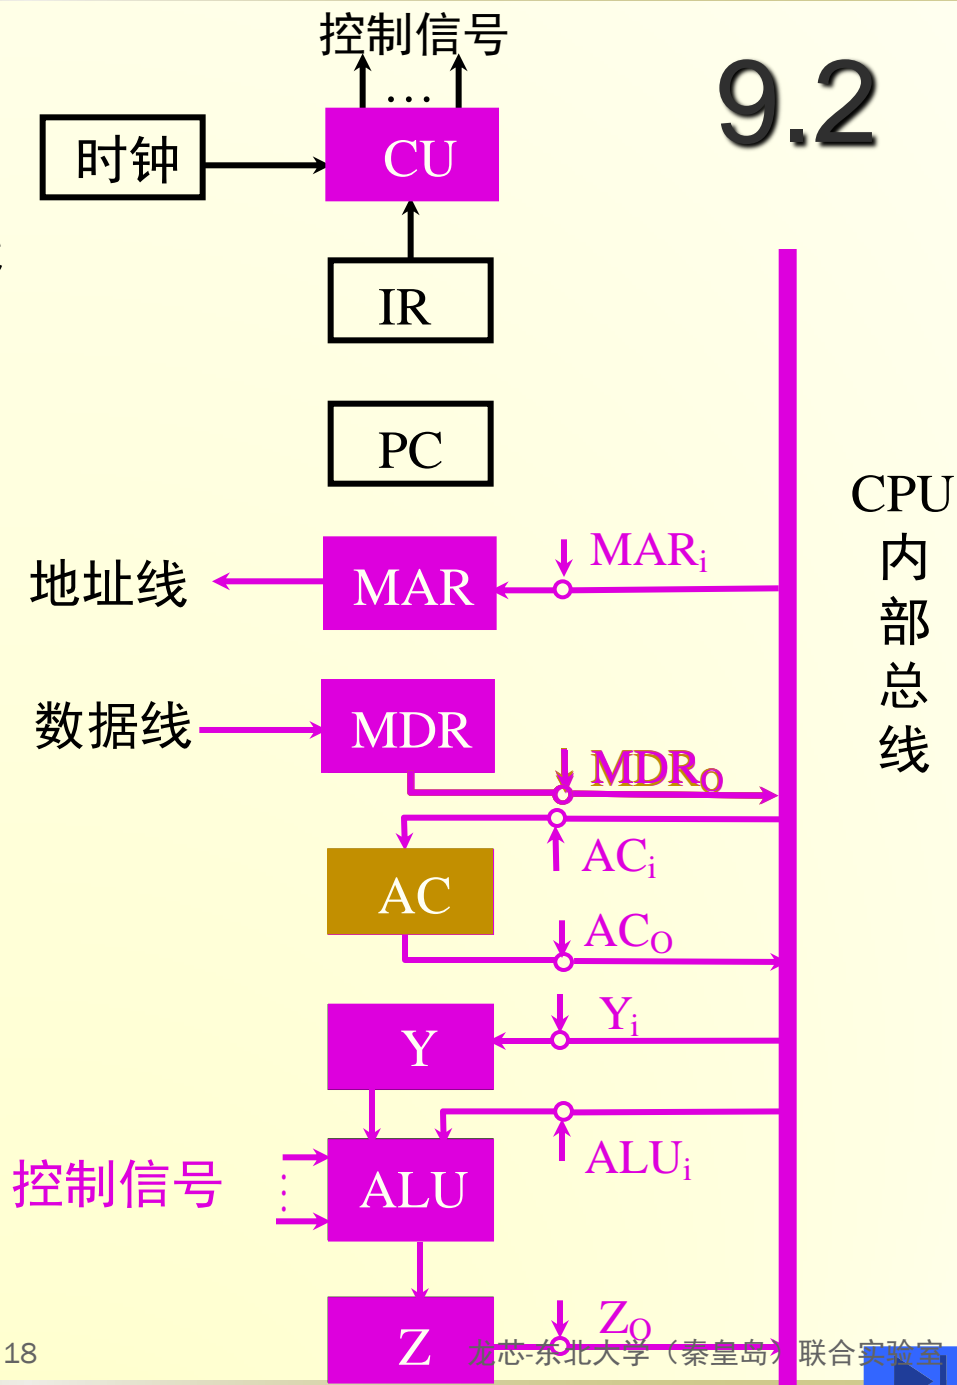 控制信号
9.2
…
时钟
CU
IR
PC
CPU
内
部
总
线
地址线
MAR
MARi
数据线
MDR
MDRO
ACi
AC
ACO
Y
Yi
控制信号
ALU
ALUi
Z
ZO
18
龙芯-东北大学（秦皇岛）联合实验室